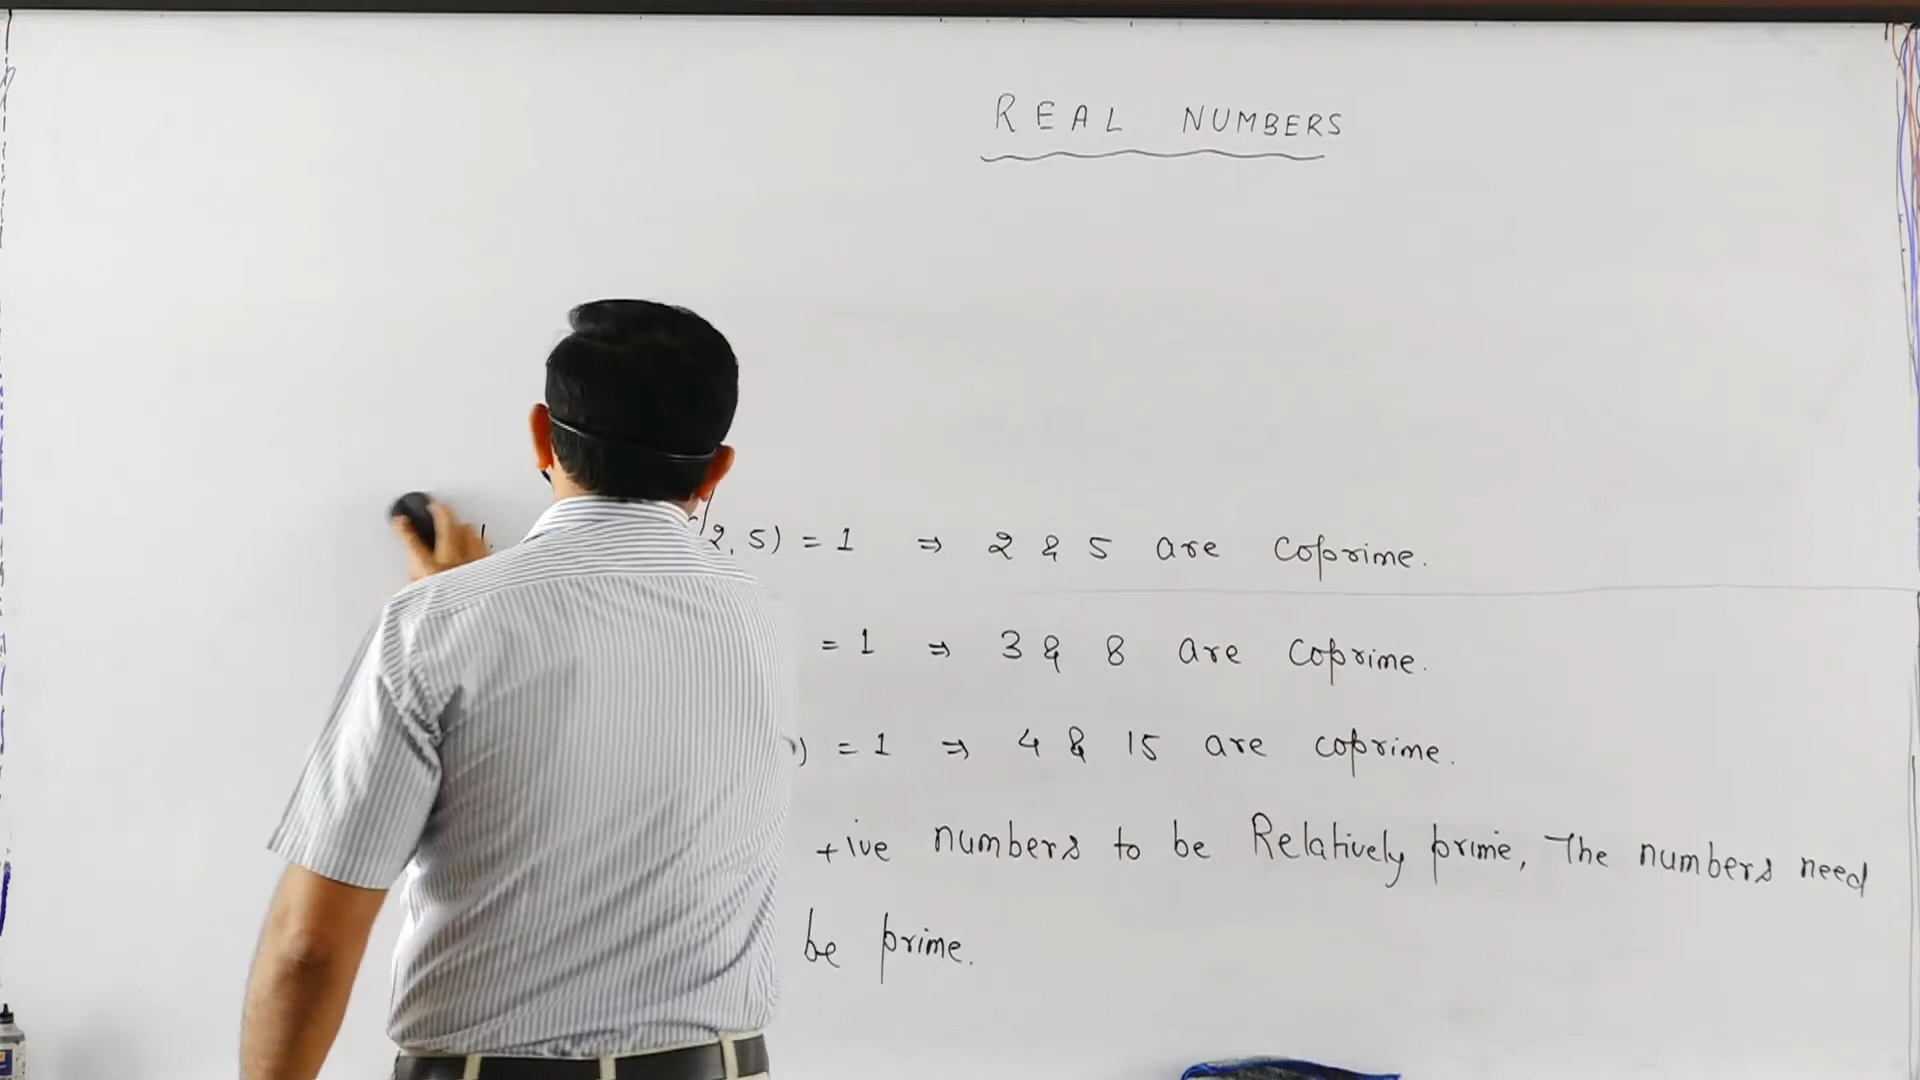 REAL NUMBERS
(2, 5) = 1 ⇒ 2 & 5 are Coprime.
= 1 ⇒ 3 & 8 are Coprime.
) = 1 ⇒ 4 & 15 are coprime.
+ive numbers to be Relatively prime, The numbers need
be prime.